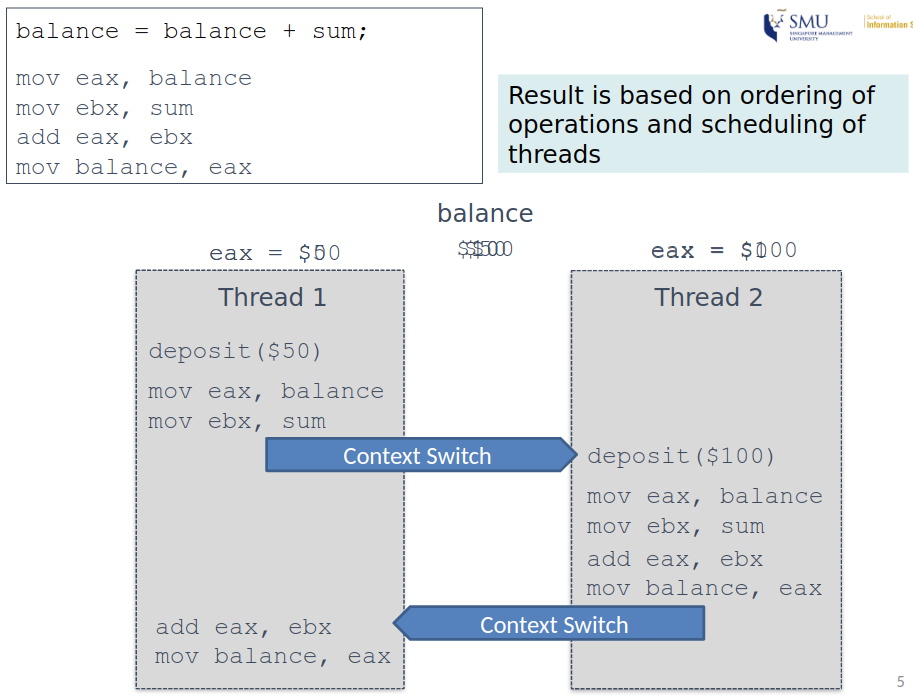 balance = balance + sum;
mov eax, balance
mov ebx, sum
add eax, ebx
mov balance, eax
SMU
SINGAPORE MANAGEMENT
UNIVERSITY
School of
Information S
Result is based on ordering of
operations and scheduling of
threads
balance
eax =
eax =
Thread 1
Thread 2
deposit($50)
mov eax, balance
mov ebx, sum
Context Switch
deposit($100)
mov eax, balance
mov ebx, sum
add eax, ebx
mov balance, eax
Context Switch
add eax, ebx
mov balance, eax
5